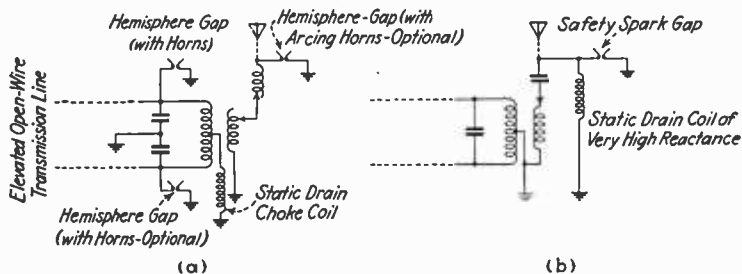 Hemisphere Gap
(with Horns)
Hemisphere-Gap (with
Arcing Horns-Optional)
Elevated Open-Wire
Transmission Line
Hemisphere Gap
(with Horns-Optional)
Static Drain
Choke Coil
(a)
Safety Spark Gap
Static Drain Coil of
Very High Reactance
(b)